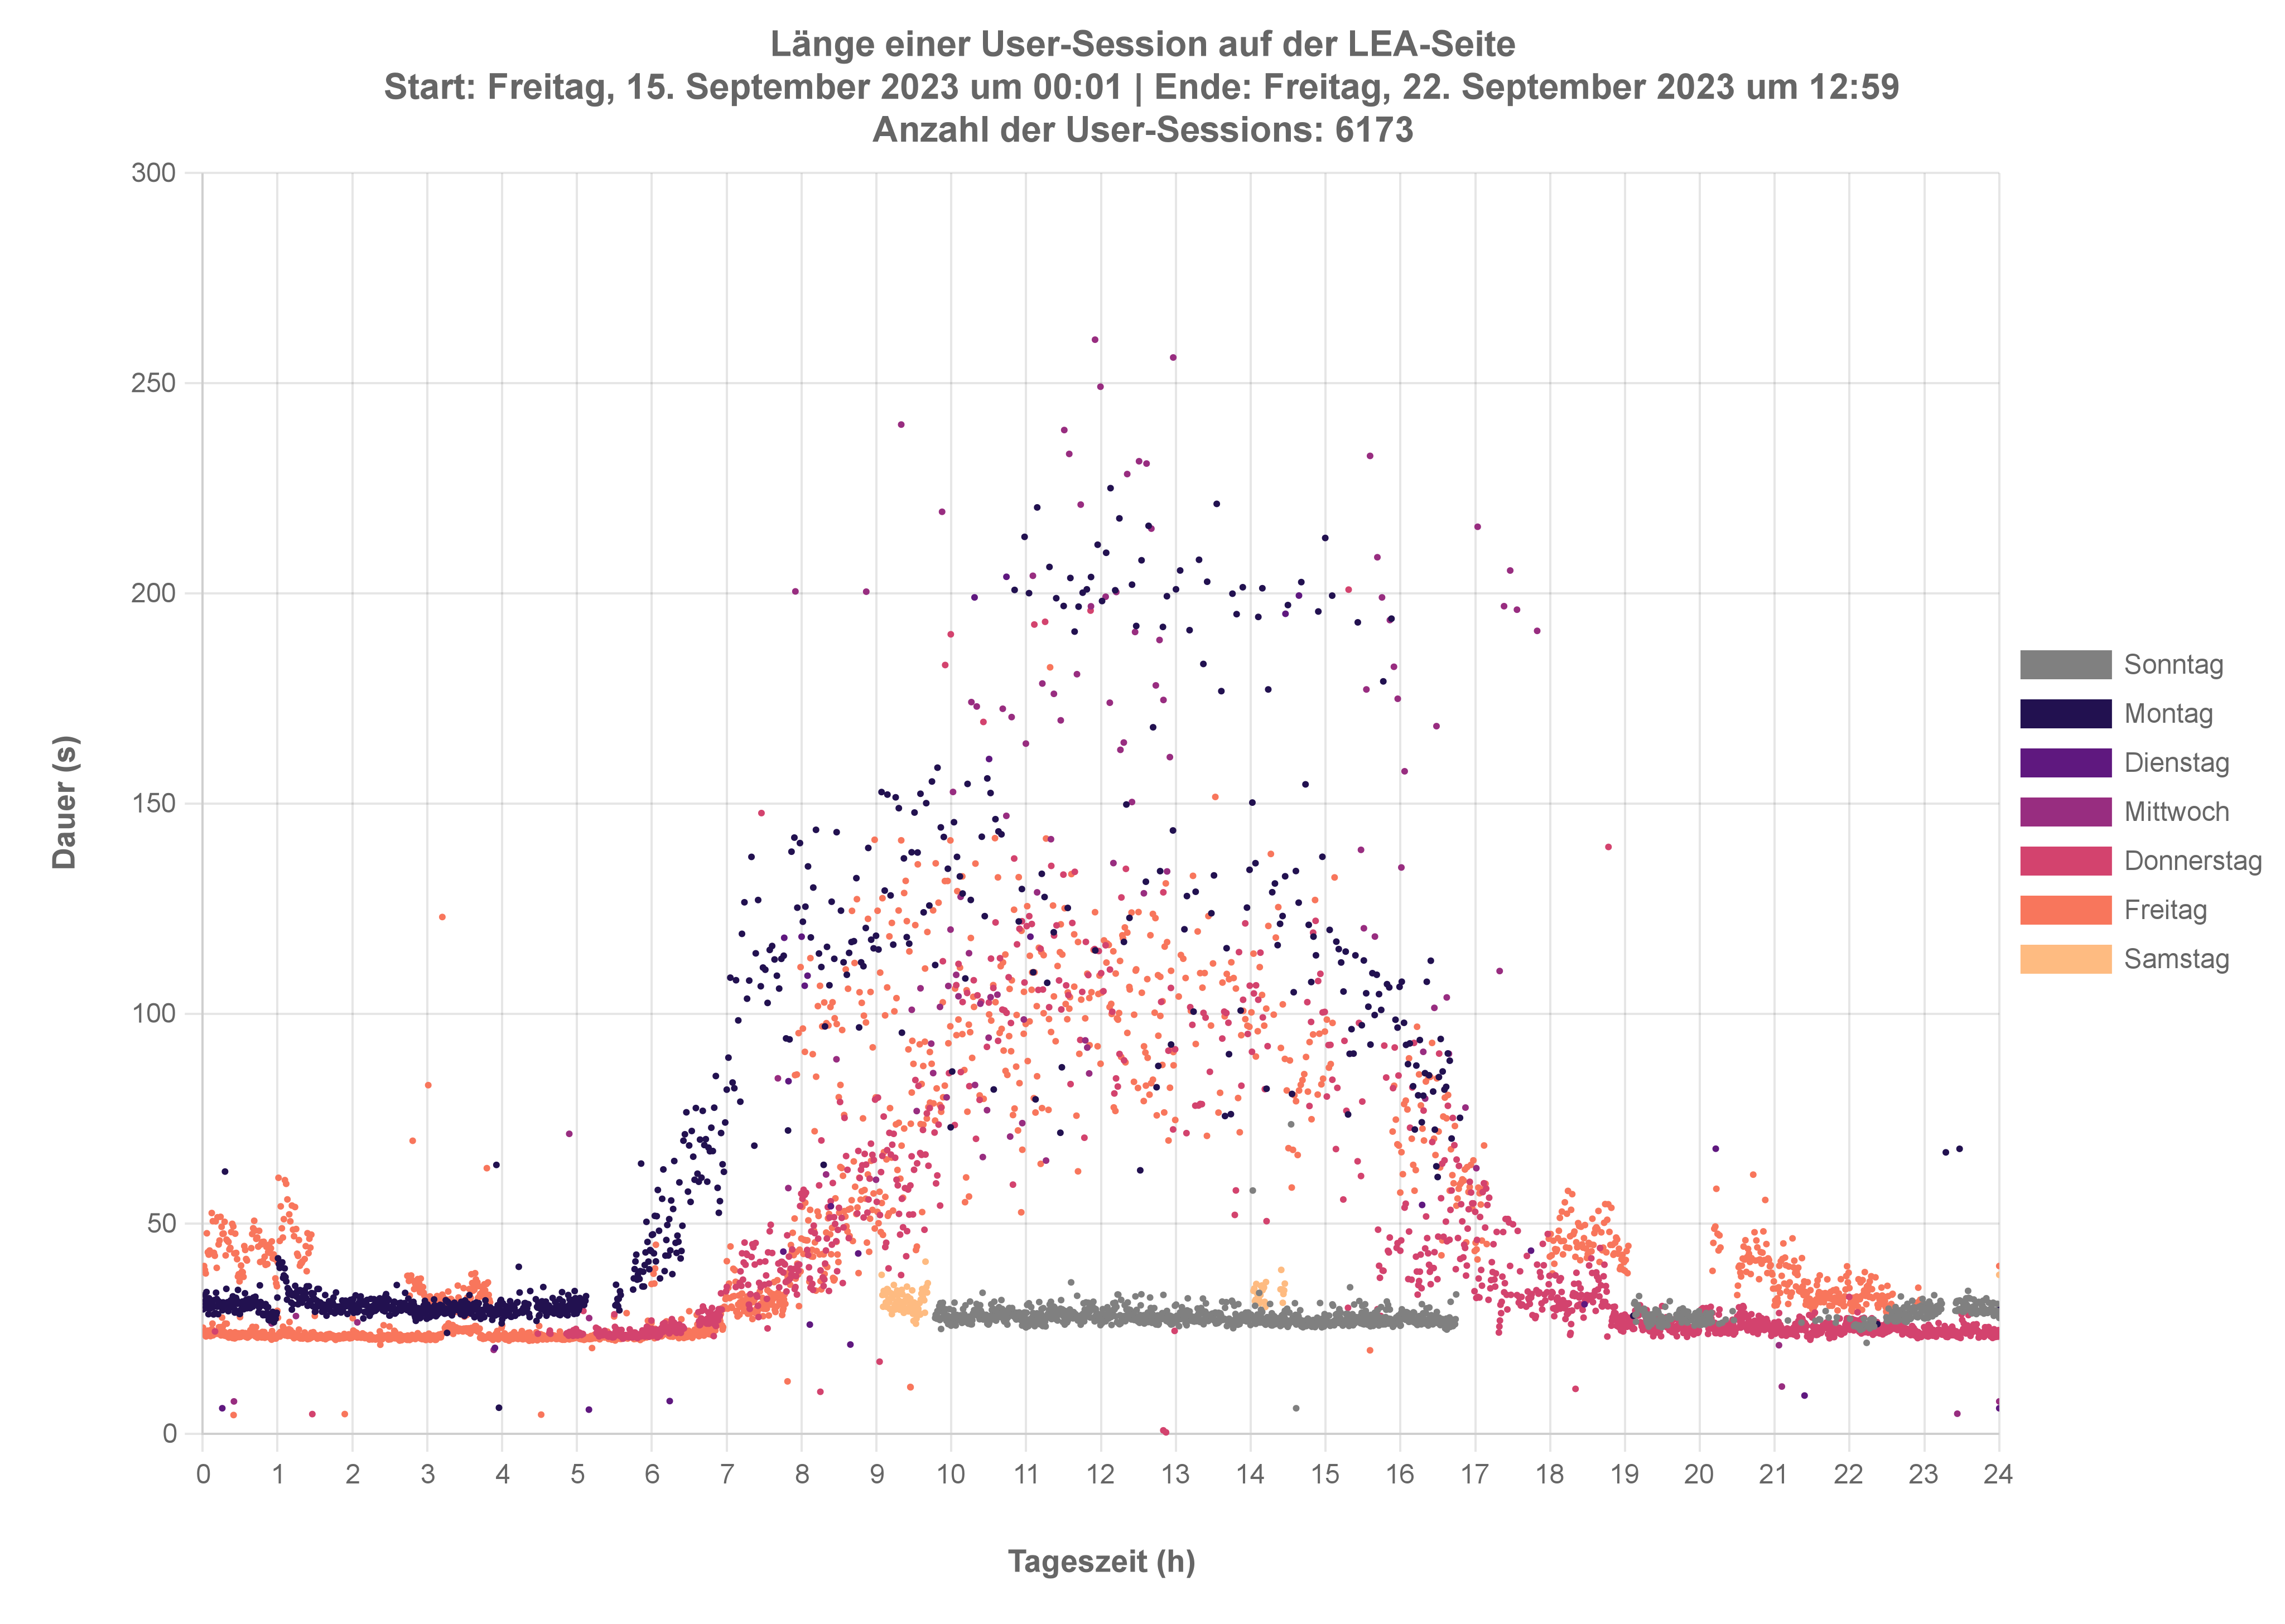 Länge einer User-Session auf der LEA-Seite
Start: Freitag, 15. September 2023 um 00:01 | Ende: Freitag, 22. September 2023 um 12:59
Anzahl der User-Sessions: 6173
300
250
200
150
100
50
0
Dauer (s)
0 1 2 3 4 5 6 7 8 9 10 11 12 13 14 15 16 17 18 19 20 21 22 23 24
Tageszeit (h)
Sonntag
Montag
Dienstag
Mittwoch
Donnerstag
Freitag
Samstag